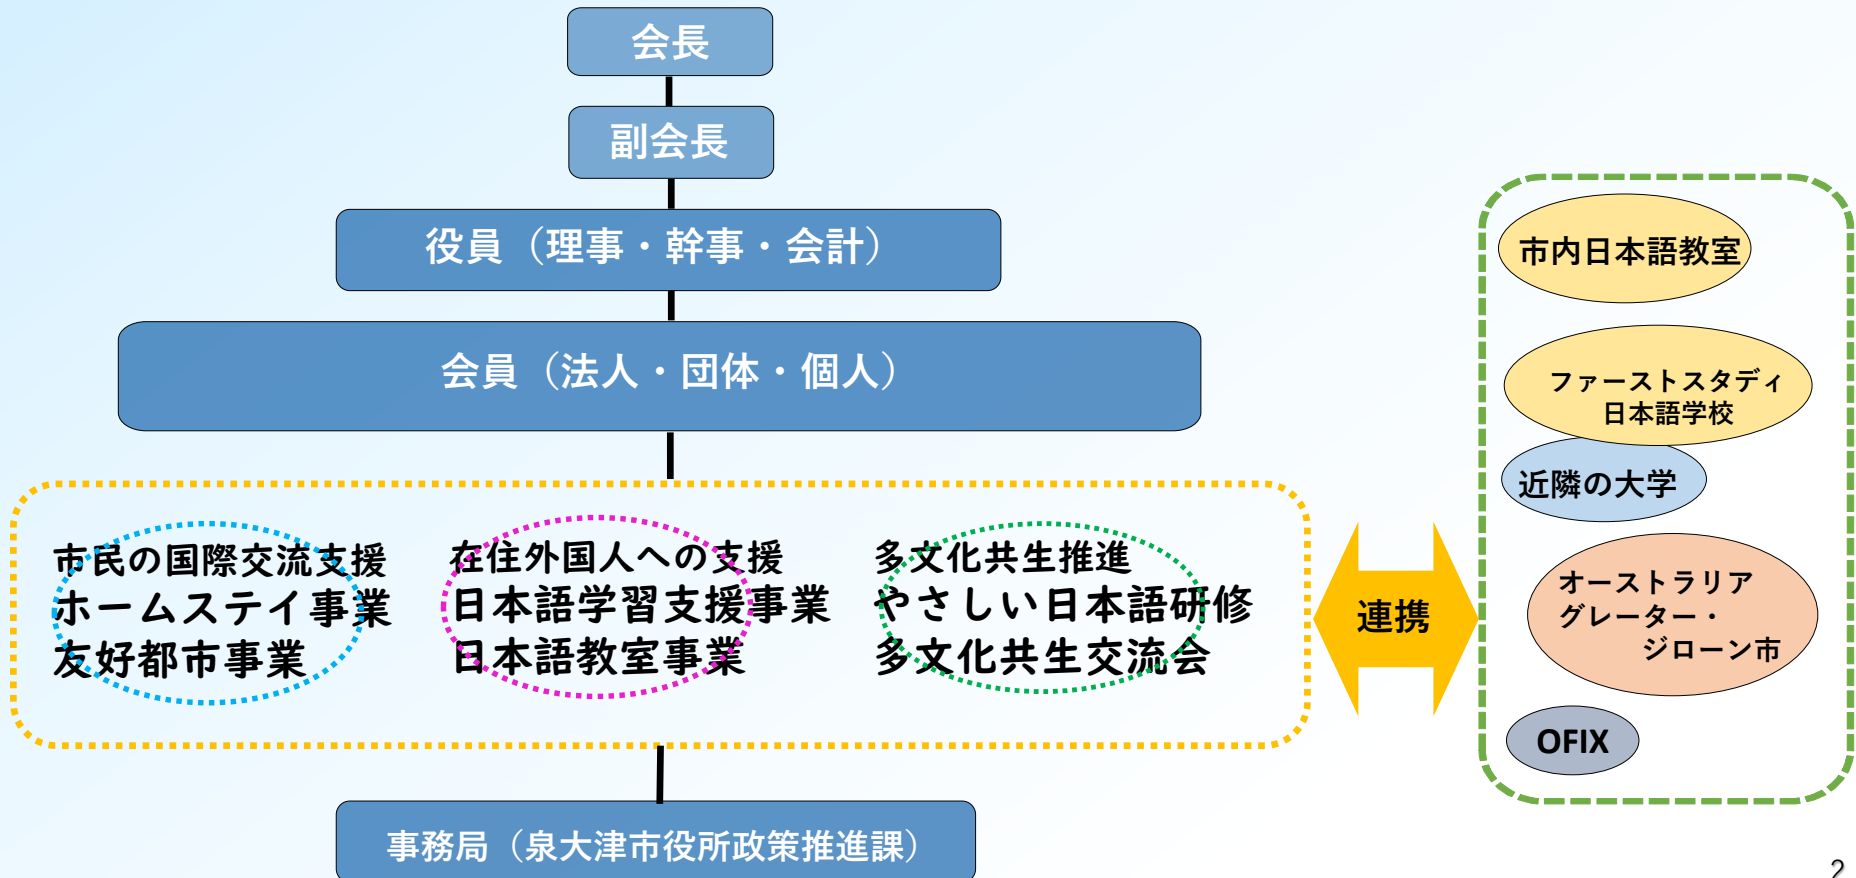 会長
副会長
役員（理事・幹事・会計）
会員（法人・団体・個人）
市民の国際交流支援
ホームステイ事業
友好都市事業
在住外国人への支援
日本語学習支援事業
日本語教室事業
多文化共生推進
やさしい日本語研修
多文化共生交流会
連携
市内日本語教室
ファーストスタディ
日本語学校
近隣の大学
オーストラリア
グレーター・
ジローン市
OFIX
事務局（泉大津市役所政策推進課）
2